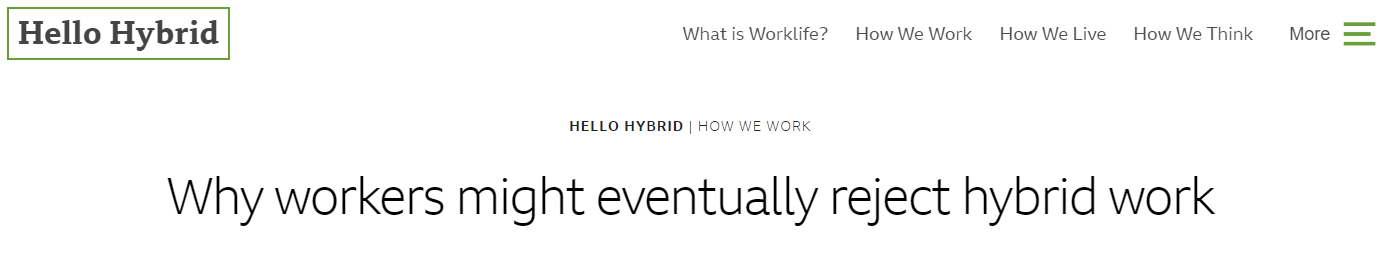 Hello Hybrid
What is Worklife? How We Work How We Live How We Think More
HELLO HYBRID | HOW WE WORK
Why workers might eventually reject hybrid work